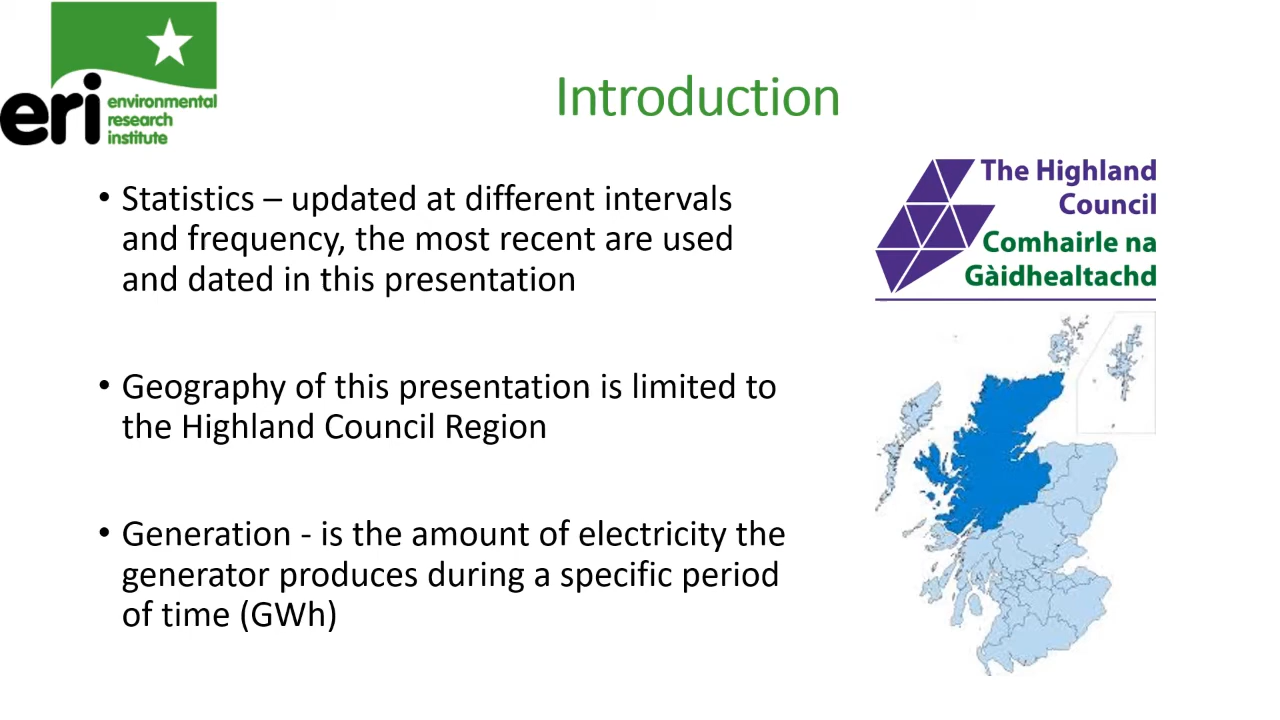 eri environmental
research
institute
Introduction
• Statistics – updated at different intervals
and frequency, the most recent are used
and dated in this presentation
• Geography of this presentation is limited to
the Highland Council Region
• Generation - is the amount of electricity the
generator produces during a specific period
of time (GWh)
The Highland
Council
Comhairle na
Gàidhealtachd